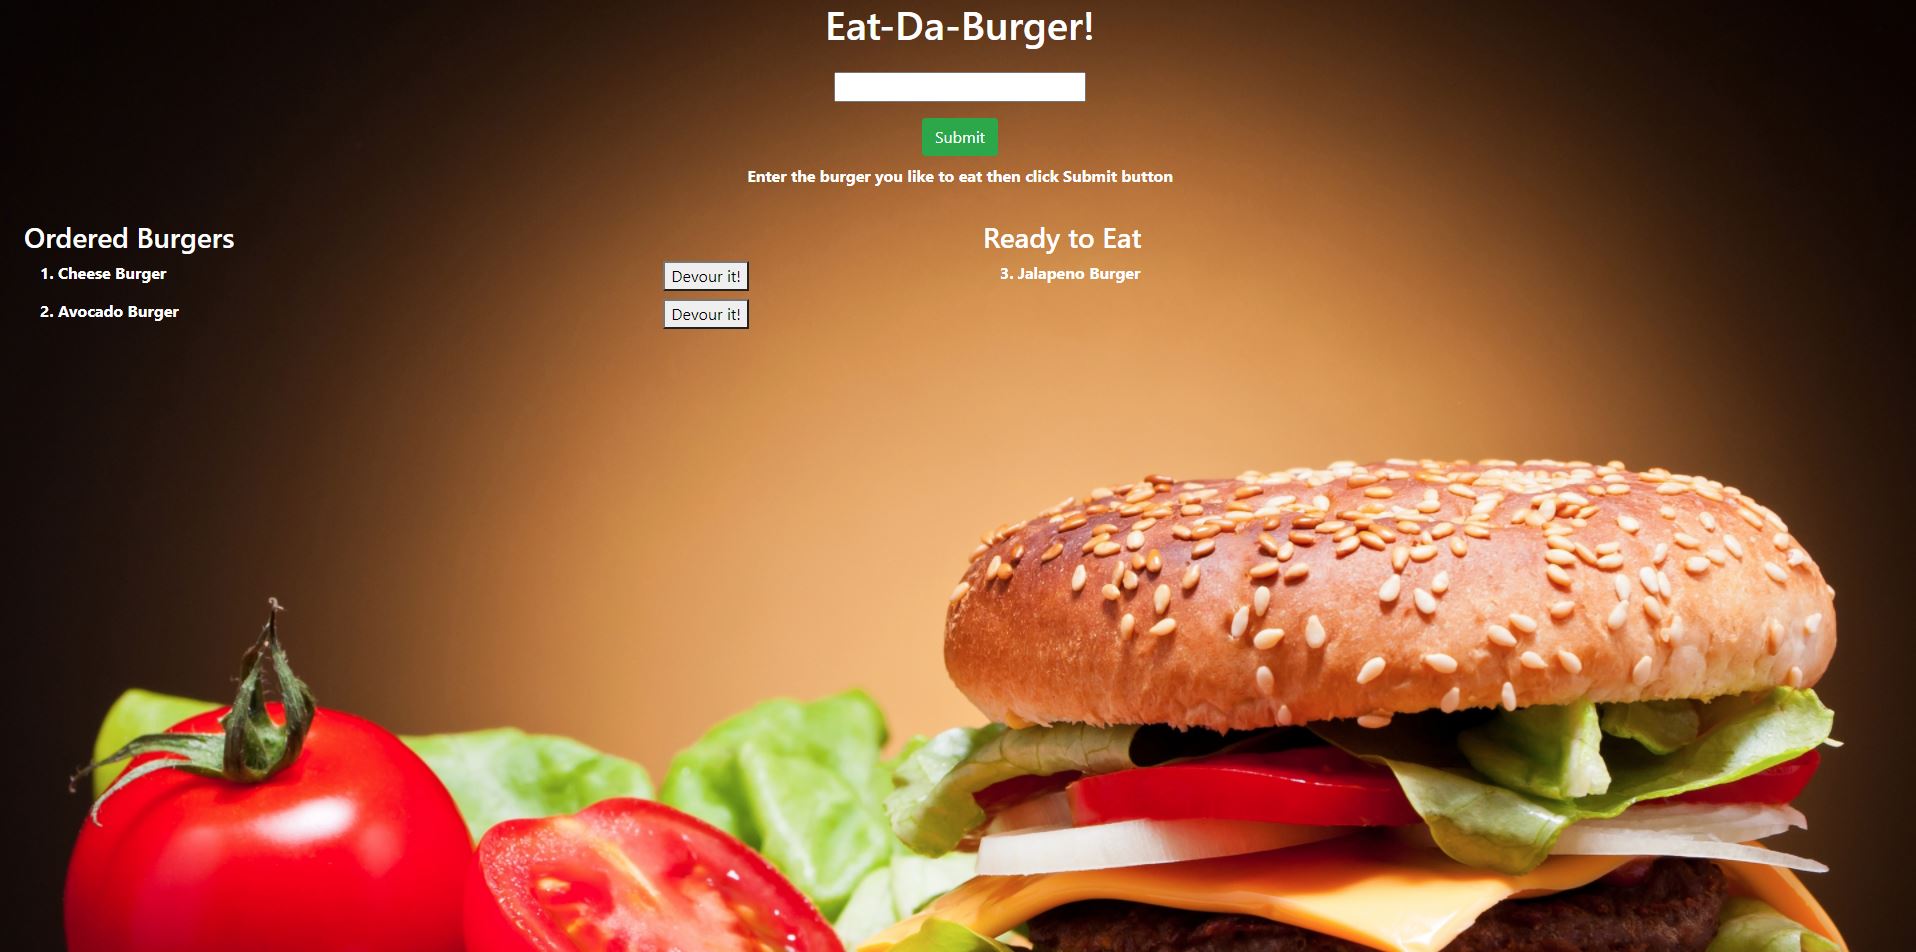 Eat-Da-Burger!
Submit
Enter the burger you like to eat then click Submit button
Ordered Burgers
1. Cheese Burger
Devour it!
2. Avocado Burger
Devour it!
Ready to Eat
3. Jalapeno Burger